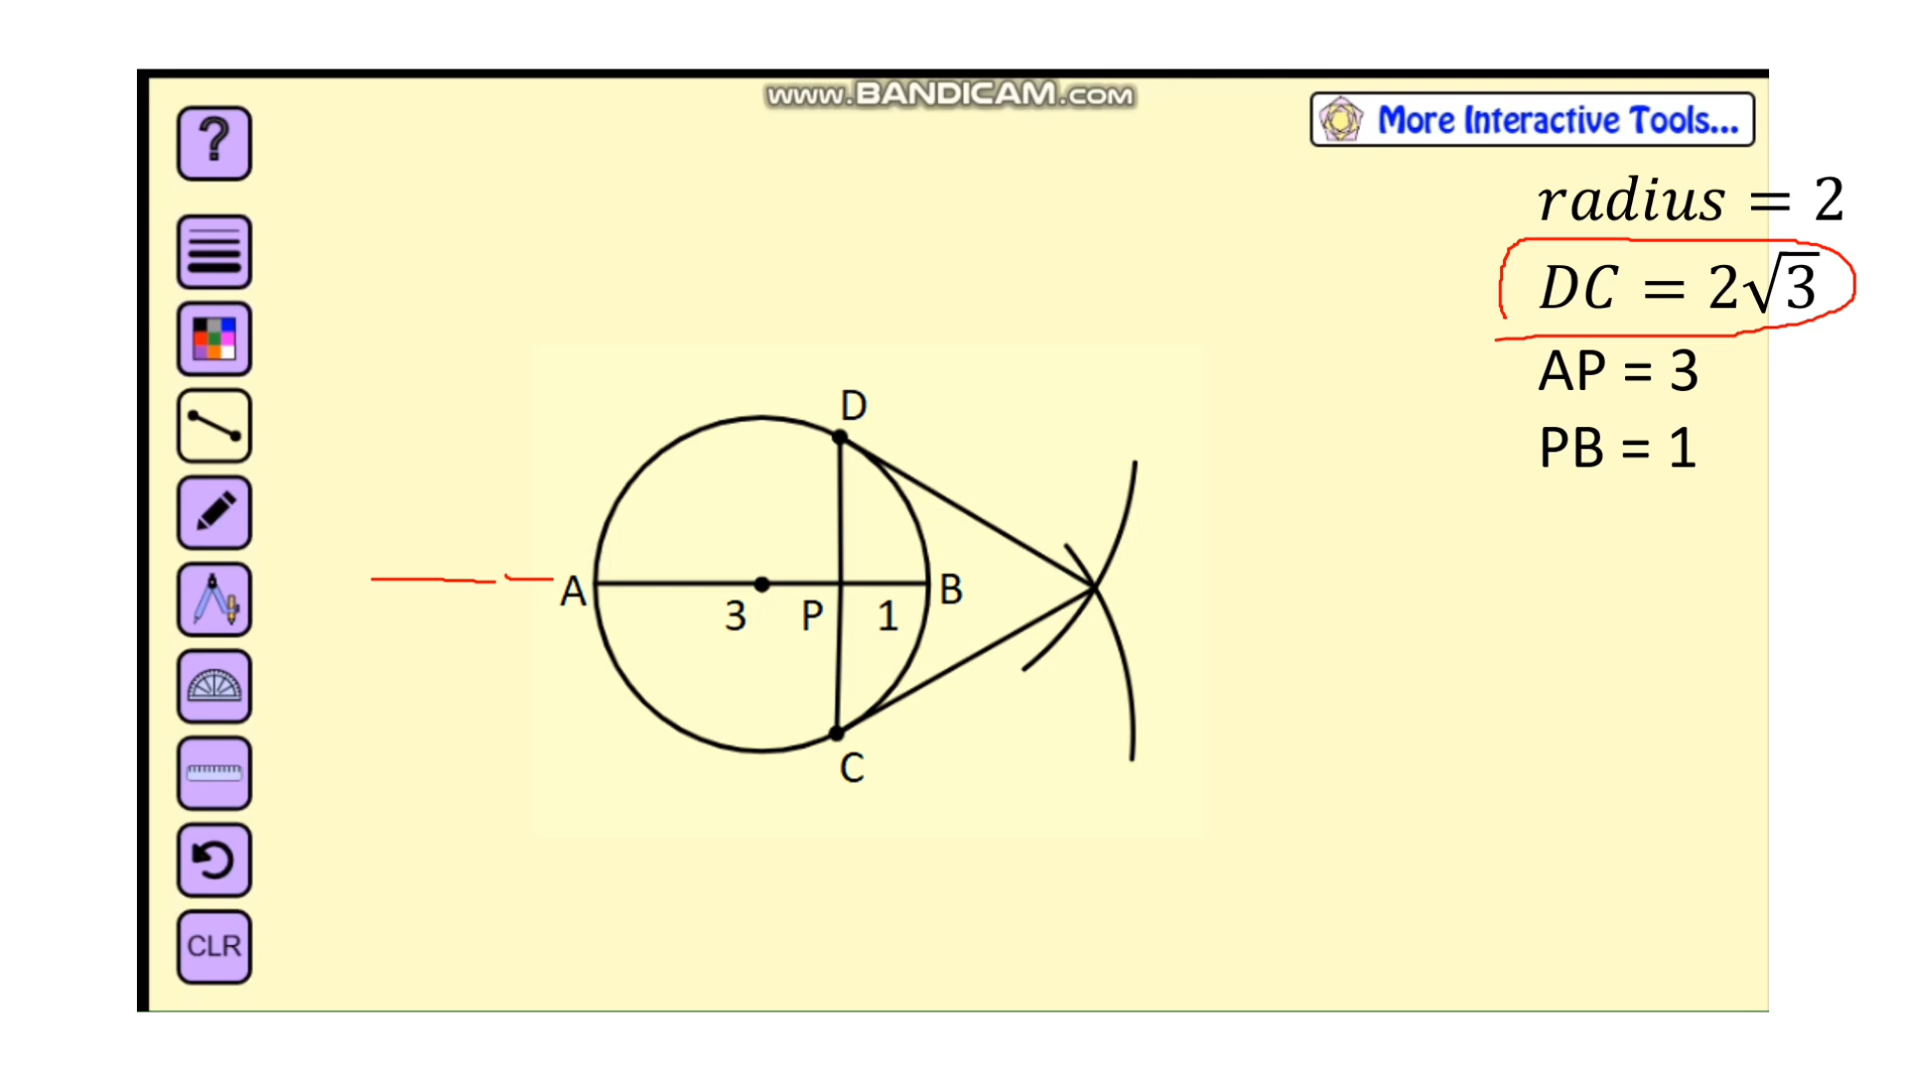 www.BANDICAM.com
More Interactive Tools...
?
radius = 2
DC = 2√3
AP = 3
PB = 1
D
A
B
3 P 1
C
CLR